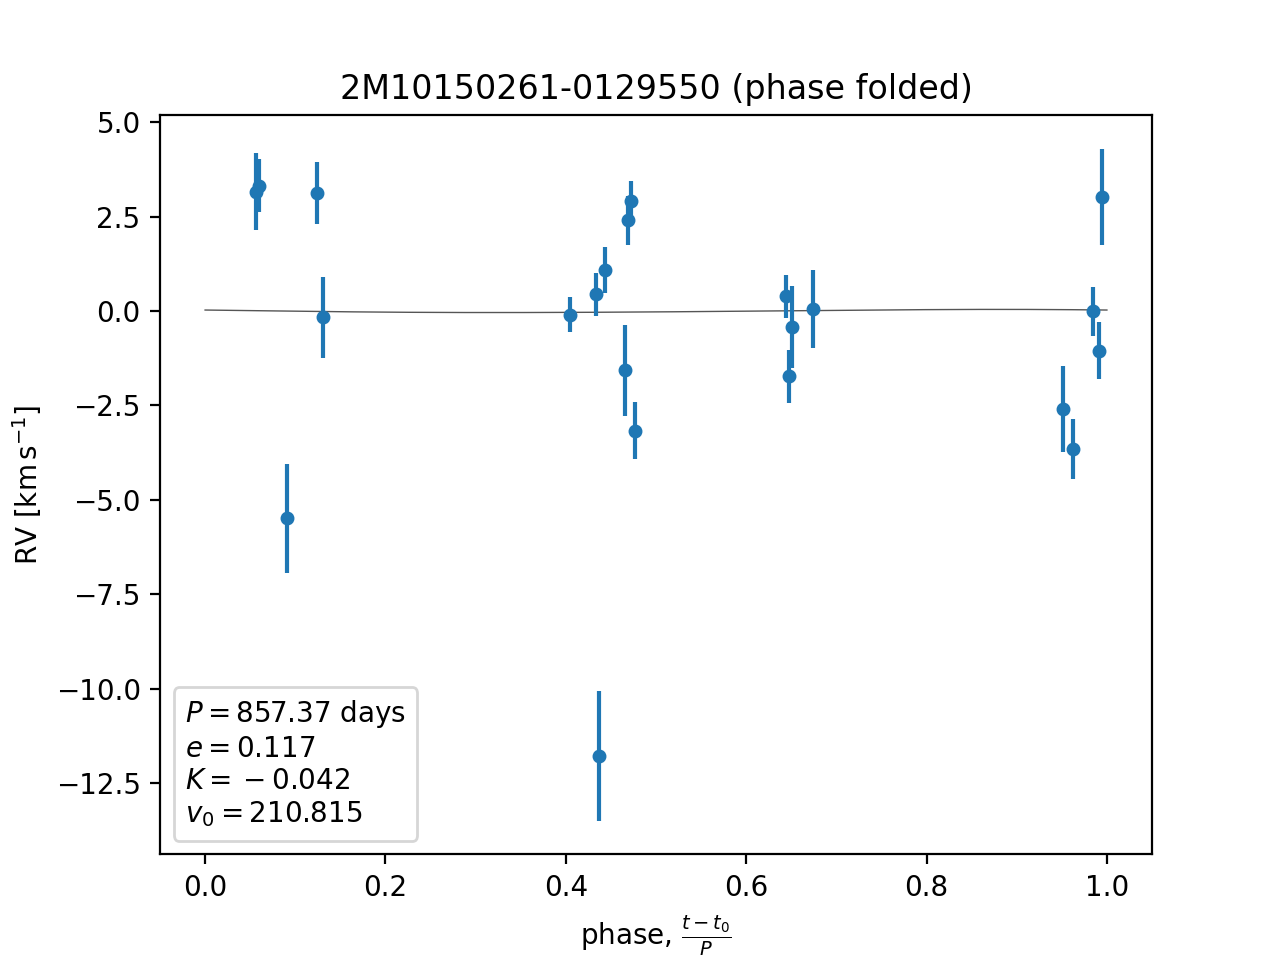 2M10150261-0129550 (phase folded)
RV [km s⁻¹]
5.0
2.5
0.0
−2.5
−5.0
−7.5
−10.0
−12.5
P = 857.37 days
e = 0.117
K = −0.042
v₀ = 210.815
0.0 0.2 0.4 0.6 0.8 1.0
phase, (t − t₀)/P